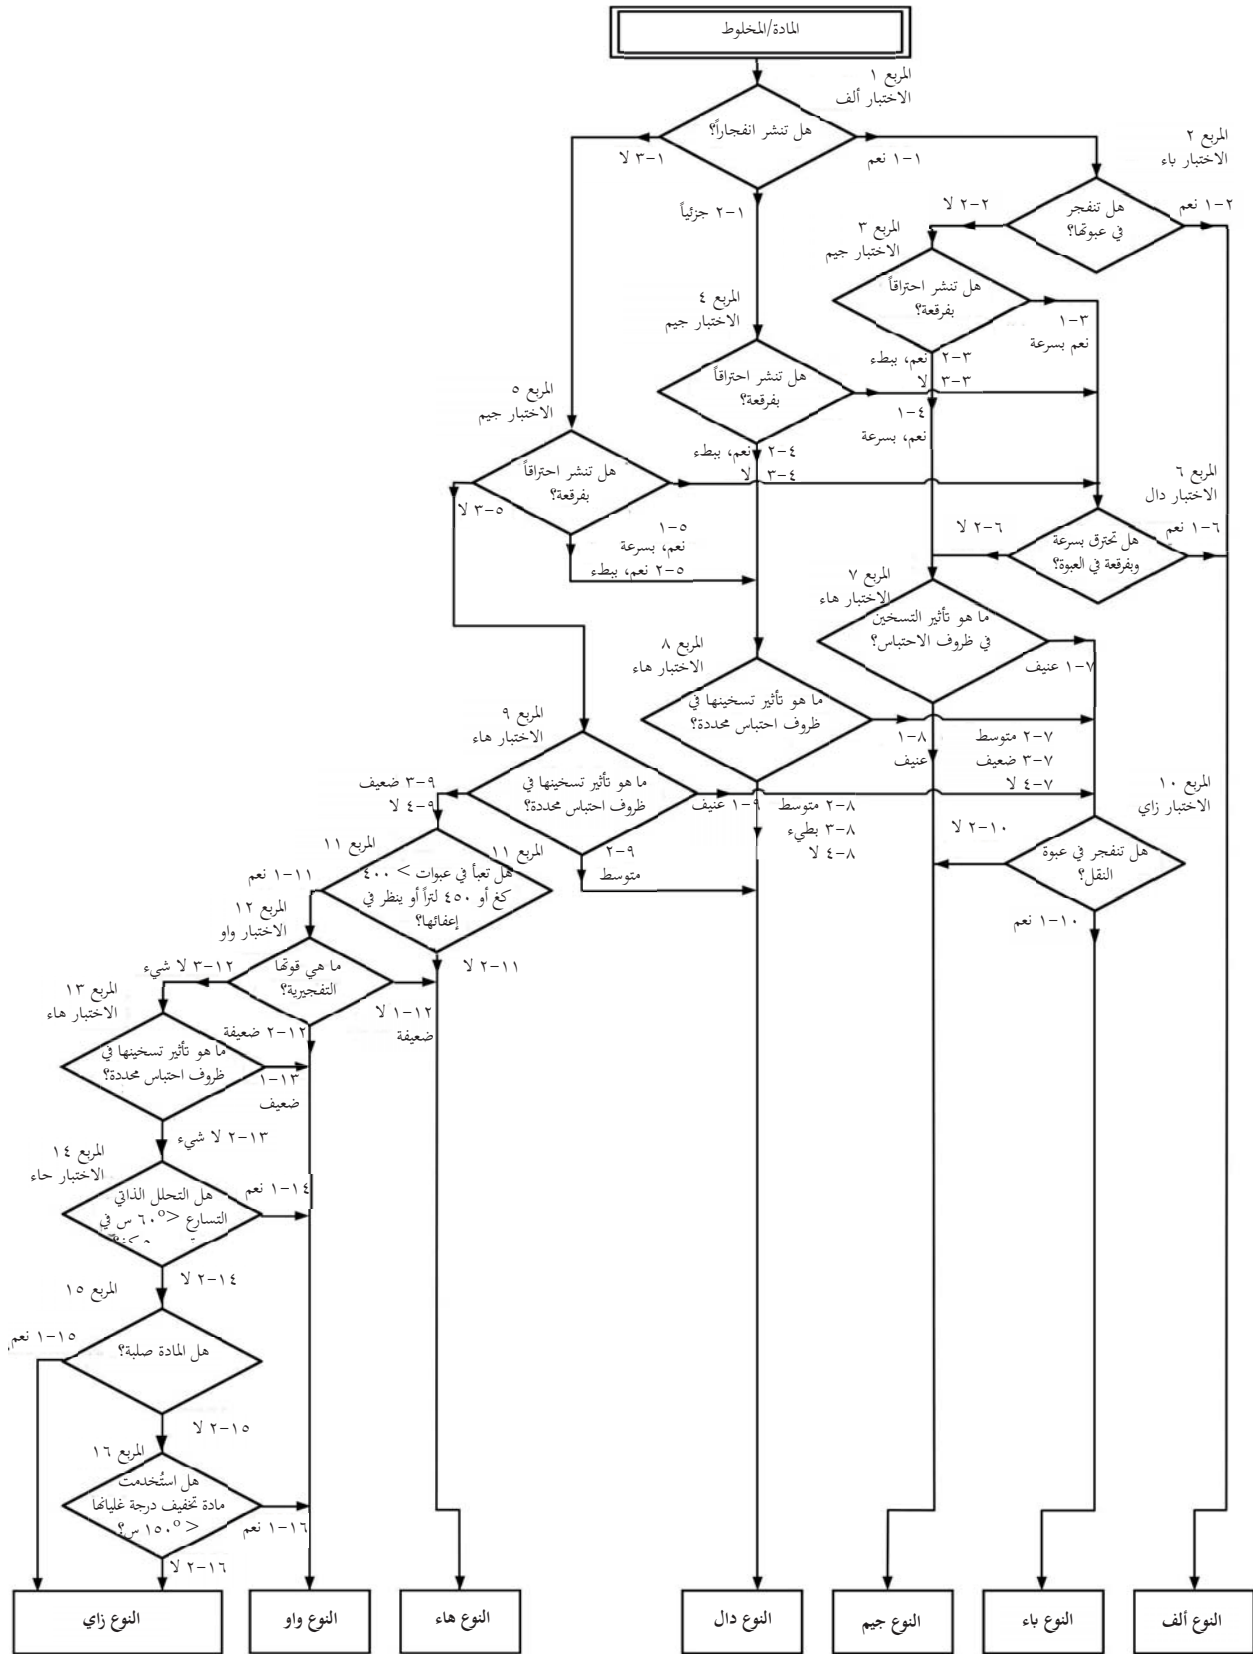 المادة/المخلوط
المربع ١
الاختبار ألف
هل تنشر انفجاراً؟
١-١ نعم
٣-١ لا
٢-١ جزئياً
المربع ٢
الاختبار باء
هل تنفجر
في عبوتها؟
١-٢ نعم
٢-٢ لا
المربع ٣
الاختبار جيم
هل تنشر احتراقاً
بفرقعة؟
١-٣
نعم بسرعة
٢-٣ نعم، ببطء
٣-٣ لا
المربع ٤
الاختبار جيم
هل تنشر احتراقاً
بفرقعة؟
١-٤
نعم، بسرعة
٢-٤ نعم، ببطء
٣-٤ لا
المربع ٥
الاختبار جيم
هل تنشر احتراقاً
بفرقعة؟
٣-٥ لا
١-٥
نعم، بسرعة
٢-٥ نعم، ببطء
المربع ٦
الاختبار دال
هل تحترق بسرعة
وبفرقعة في العبوة؟
١-٦ نعم
٢-٦ لا
المربع ٧
الاختبار هاء
ما هو تأثير التسخين
في ظروف الاحتباس؟
١-٧ عنيف
٢-٧ متوسط
٣-٧ ضعيف
٤-٧ لا
المربع ٨
الاختبار هاء
ما هو تأثير تسخينها في
ظروف احتباس محددة؟
١-٨
عنيف
٢-٨ متوسط
٣-٨ بطيء
٤-٨ لا
المربع ٩
الاختبار هاء
ما هو تأثير تسخينها في
ظروف احتباس محددة؟
١-٩ عنيف
٢-٩
متوسط
٣-٩ ضعيف
٤-٩ لا
المربع ١٠
الاختبار زاي
هل تنفجر في عبوة
النقل؟
٢-١٠ لا
١-١٠ نعم
المربع ١١
المربع ١١
هل تعبأ في عبوات > ٤٠٠
كغ أو ٤٥٠ لتراً أو ينظر في
إعفائها؟
١-١١ نعم
٢-١١ لا
المربع ١٢
الاختبار واو
ما هي قوتها
التفجيرية؟
٣-١٢ لا شيء
١-١٢ لا
ضعيفة
٢-١٢ ضعيفة
المربع ١٣
الاختبار هاء
ما هو تأثير تسخينها في
ظروف احتباس محددة؟
١-١٣
ضعيف
٢-١٣ لا شيء
المربع ١٤
الاختبار حاء
هل التحلل الذاتي
التسارع <٦٠° س في
١-١٤ نعم
٢-١٤ لا
المربع ١٥
هل المادة صلبة؟
١-١٥ نعم
٢-١٥ لا
المربع ١٦
هل استُخدمت
مادة تخفيف درجة غليانها
< ١٥٠° س؟
١-١٦ نعم
٢-١٦ لا
النوع ألف
النوع باء
النوع جيم
النوع دال
النوع هاء
النوع واو
النوع زاي